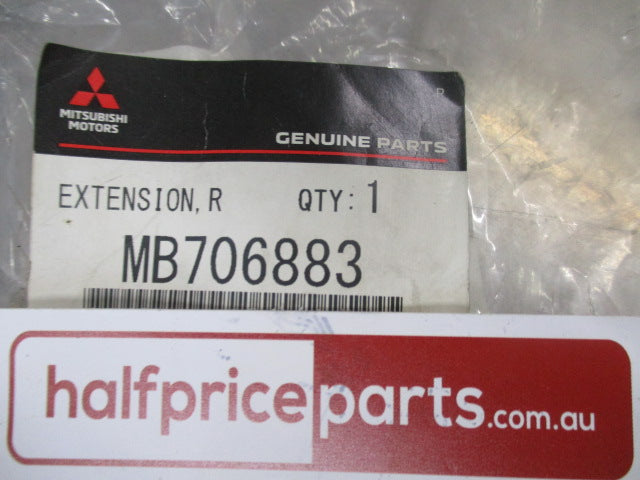 MITSUBISHI
MOTORS
GENUINE PARTS
EXTENSION, R QTY: 1
MB706883
halfpriceparts.com.au